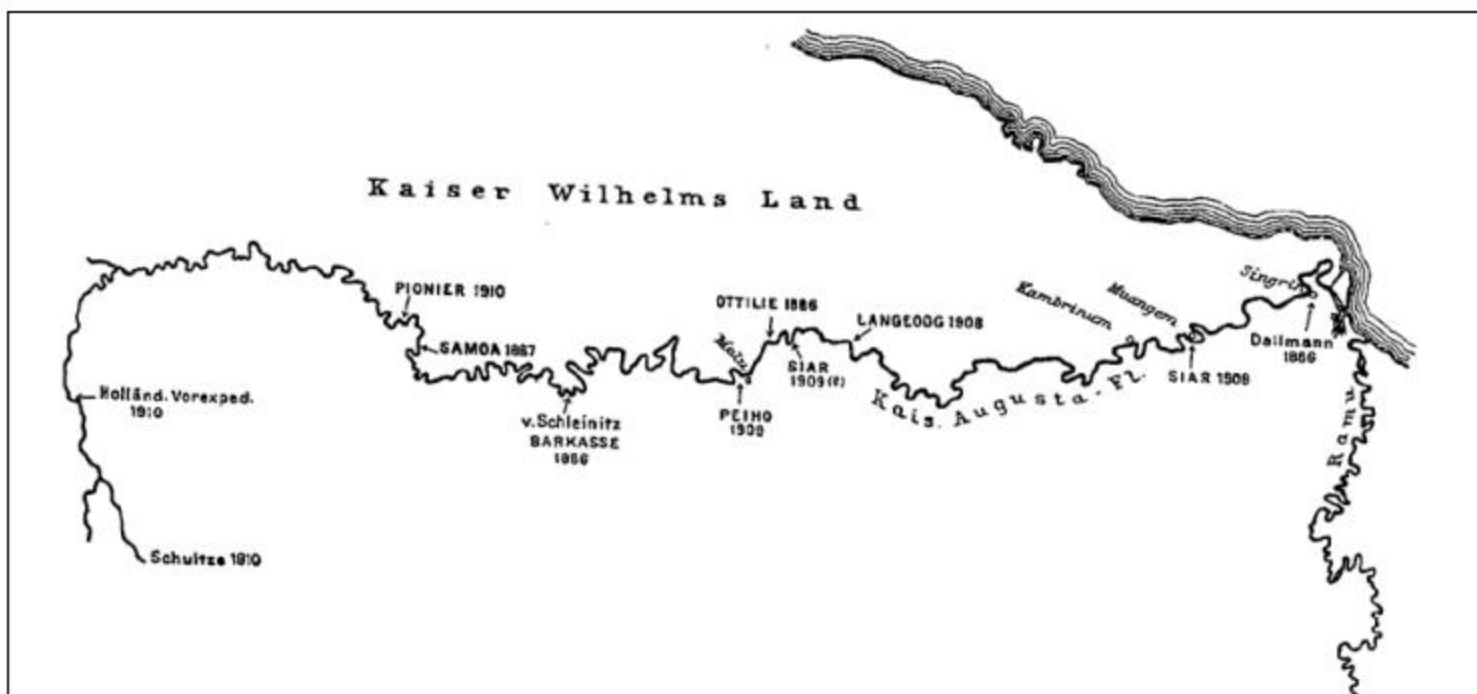 Kaiser Wilhelms Land
PIONIER 1910
SAMOA 1887
Holländ. Vorexped.
1910
Schultze 1910
v. Schleinitz
BARKASSE
1886
OTTILIE 1886
PEIHO
1909
SIAR
1909(?)
LANGEOOG 1908
Kais. Augusta-Fl.
Kambrinum
Muangem
SIAR 1908
Singrin
Dallmann
1886
Ramu